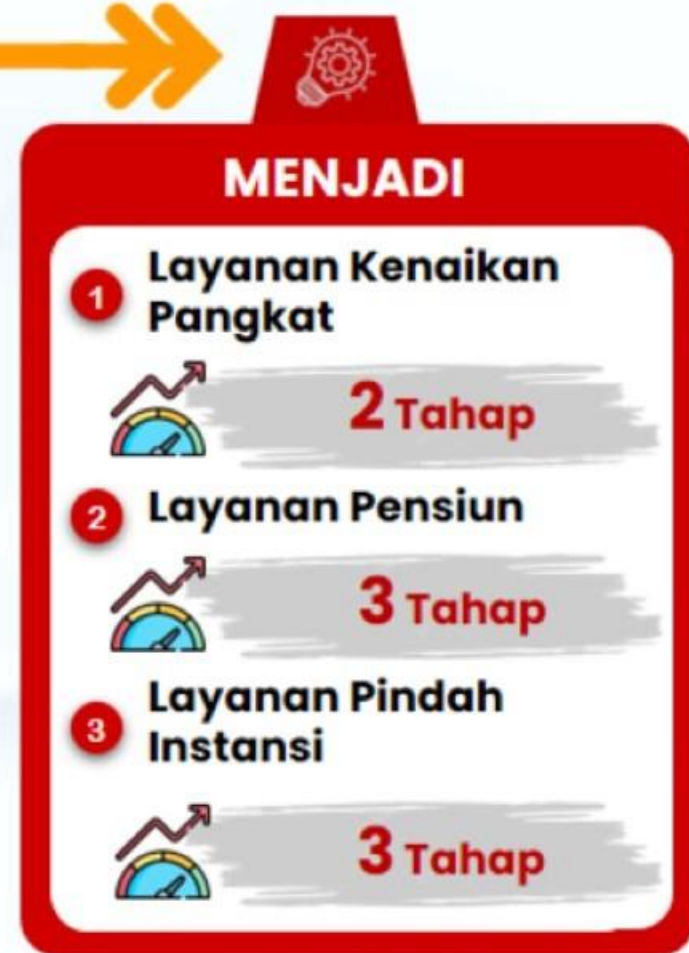 MENJADI
1
Layanan Kenaikan
Pangkat
2 Tahap
2
Layanan Pensiun
3 Tahap
3
Layanan Pindah
Instansi
3 Tahap